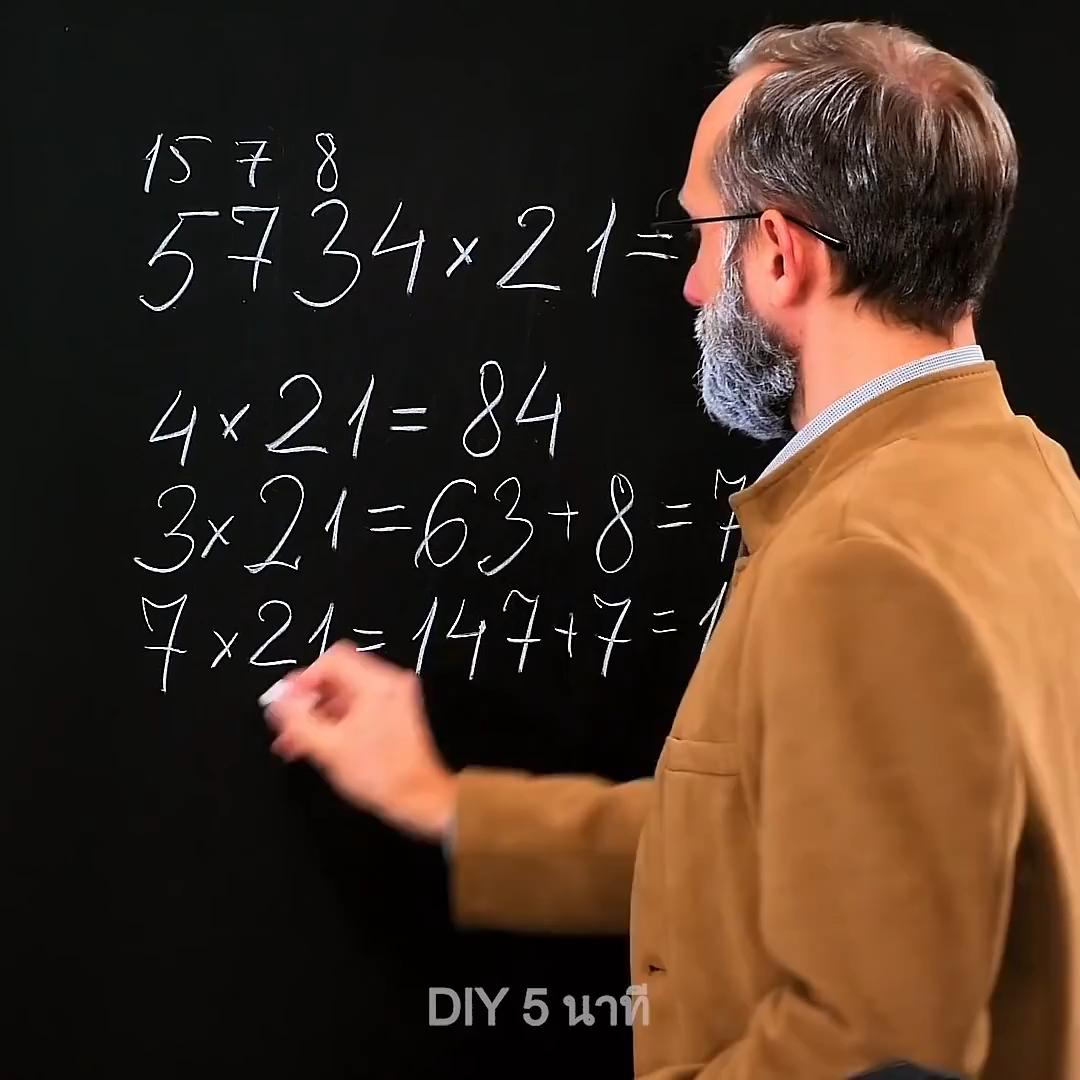 15 7 8
5734 × 21 =
4 × 21 = 84
3 × 21 = 63 + 8 = 7
7 × 21 = 147 + 7 = 1
DIY 5 นาที